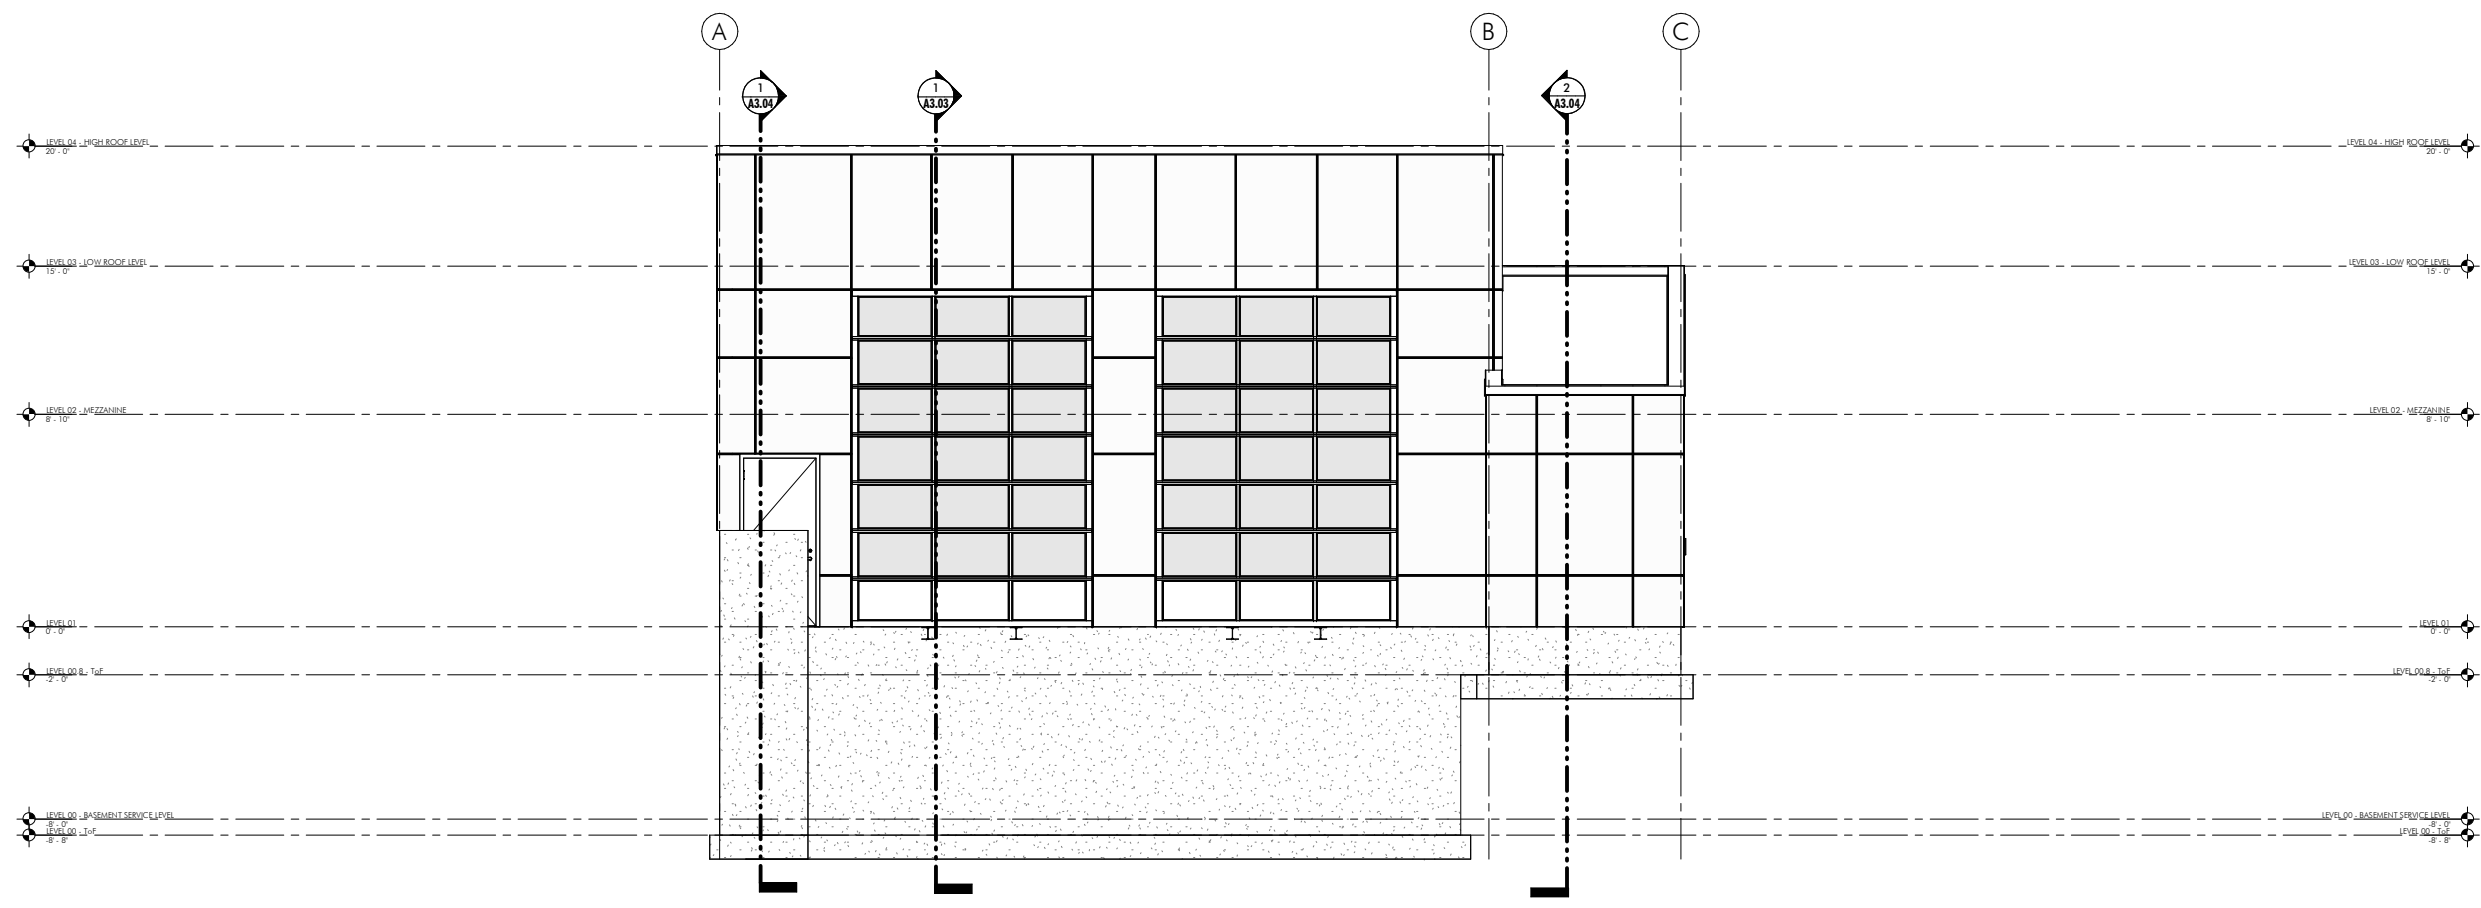 A
B
C
1
A3.04
1
A3.03
2
A3.04
LEVEL 04 - HIGH ROOF LEVEL
20' - 0"
LEVEL 04 - HIGH ROOF LEVEL
20' - 0"
LEVEL 03 - LOW ROOF LEVEL
15' - 0"
LEVEL 03 - LOW ROOF LEVEL
15' - 0"
LEVEL 02 - MEZZANINE
8' - 10"
LEVEL 02 - MEZZANINE
8' - 10"
LEVEL 01
0' - 0"
LEVEL 01
0' - 0"
LEVEL 00.8 - ToF
-2' - 0"
LEVEL 00.8 - ToF
-2' - 0"
LEVEL 00 - BASEMENT SERVICE LEVEL
-8' - 0"
LEVEL 00 - BASEMENT SERVICE LEVEL
-8' - 0"
LEVEL 00 - ToF
-8' - 8"
LEVEL 00 - ToF
-8' - 8"